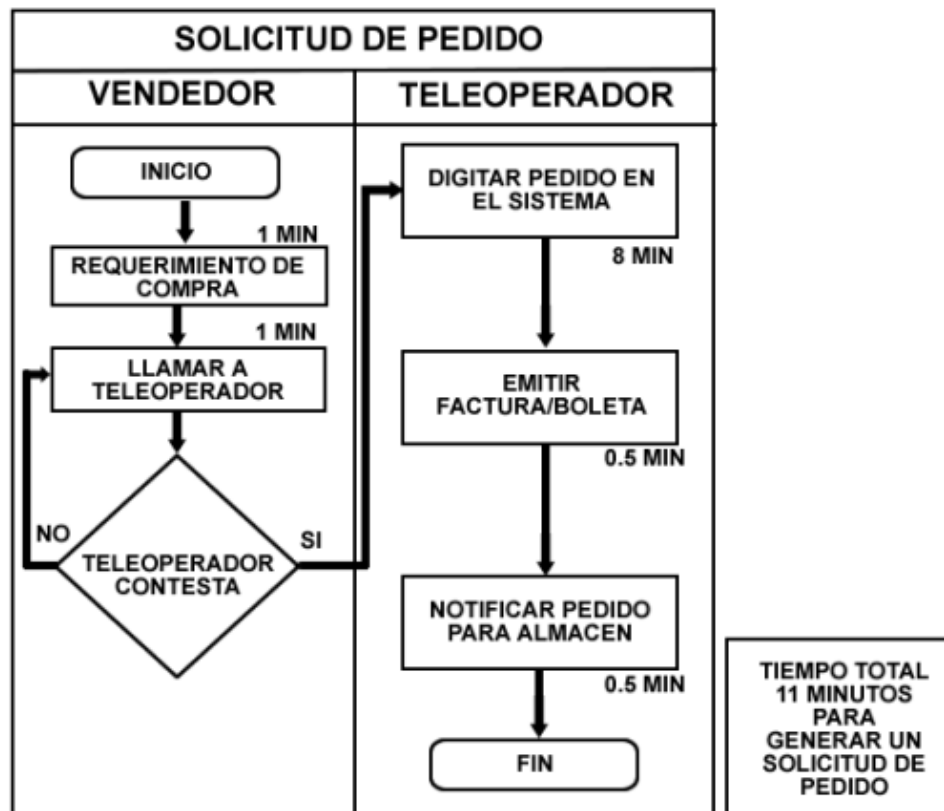 SOLICITUD DE PEDIDO
VENDEDOR
TELEOPERADOR
INICIO
1 MIN
REQUERIMIENTO DE
COMPRA
1 MIN
LLAMAR A
TELEOPERADOR
NO
SI
TELEOPERADOR
CONTESTA
DIGITAR PEDIDO EN
EL SISTEMA
8 MIN
EMITIR
FACTURA/BOLETA
0.5 MIN
NOTIFICAR PEDIDO
PARA ALMACEN
0.5 MIN
FIN
TIEMPO TOTAL
11 MINUTOS
PARA
GENERAR UN
SOLICITUD DE
PEDIDO